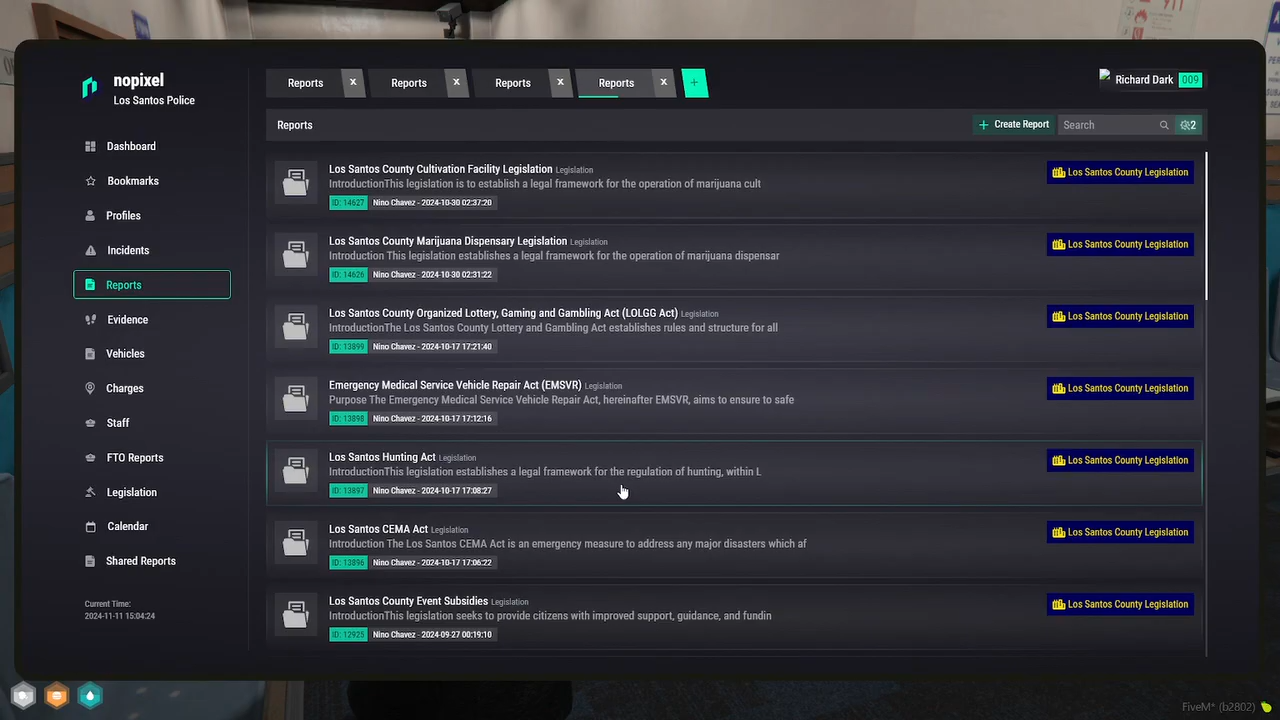 nopixel
Los Santos Police
Dashboard
Bookmarks
Profiles
Incidents
Reports
Evidence
Vehicles
Charges
Staff
FTO Reports
Legislation
Calendar
Shared Reports
Current Time:
2024-11-11 15:04:24
Reports x Reports x Reports x Reports x +
Richard Dark 009
Reports
+ Create Report Search 2
Los Santos County Cultivation Facility Legislation Legislation
IntroductionThis legislation is to establish a legal framework for the operation of marijuana cult
ID: 14627 Nino Chavez - 2024-10-30 02:37:20
Los Santos County Legislation
Los Santos County Marijuana Dispensary Legislation Legislation
Introduction This legislation establishes a legal framework for the operation of marijuana dispensar
ID: 14626 Nino Chavez - 2024-10-30 02:31:22
Los Santos County Legislation
Los Santos County Organized Lottery, Gaming and Gambling Act (LOLGG Act) Legislation
IntroductionThe Los Santos County Lottery and Gambling Act establishes rules and structure for all
ID: 13899 Nino Chavez - 2024-10-17 17:21:40
Los Santos County Legislation
Emergency Medical Service Vehicle Repair Act (EMSVR) Legislation
Purpose The Emergency Medical Service Vehicle Repair Act, hereinafter EMSVR, aims to ensure to safe
ID: 13898 Nino Chavez - 2024-10-17 17:12:16
Los Santos County Legislation
Los Santos Hunting Act Legislation
IntroductionThis legislation establishes a legal framework for the regulation of hunting, within L
ID: 13897 Nino Chavez - 2024-10-17 17:08:27
Los Santos County Legislation
Los Santos CEMA Act Legislation
Introduction The Los Santos CEMA Act is an emergency measure to address any major disasters which af
ID: 13896 Nino Chavez - 2024-10-17 17:06:22
Los Santos County Legislation
Los Santos County Event Subsidies Legislation
IntroductionThis legislation seeks to provide citizens with improved support, guidance, and fundin
ID: 12925 Nino Chavez - 2024-09-27 00:19:10
Los Santos County Legislation
FiveM* (b2802)